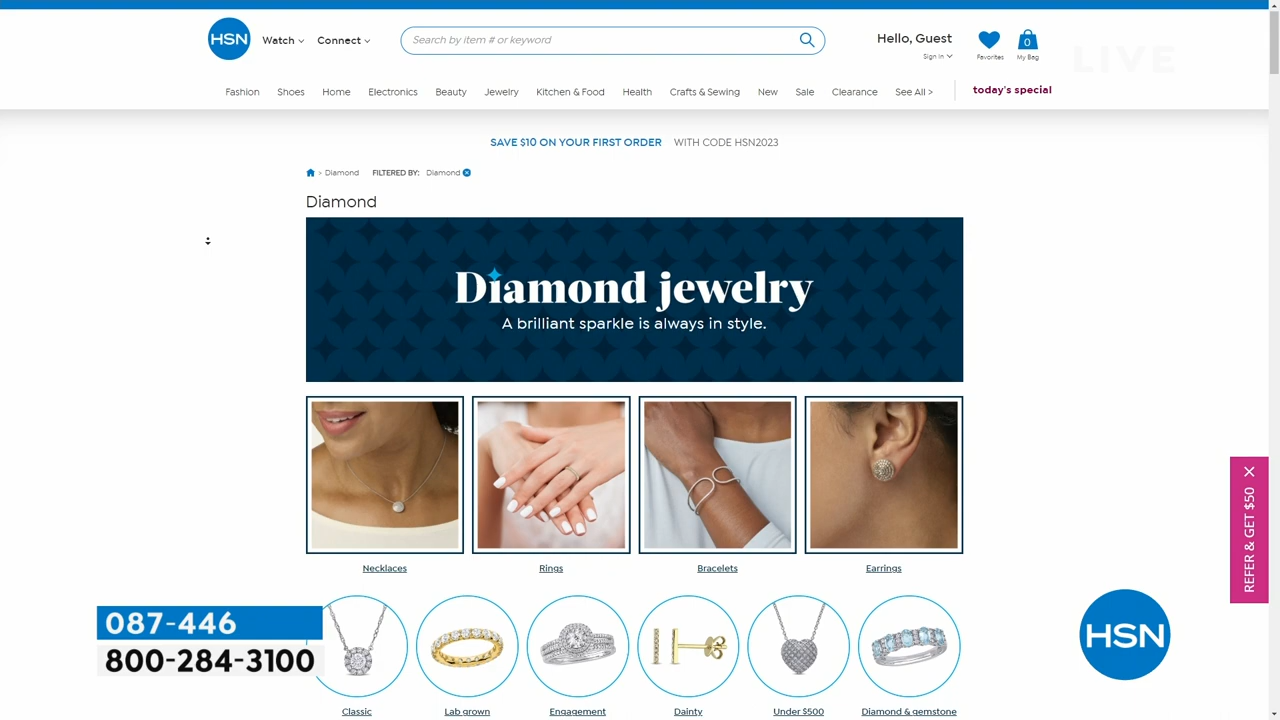 HSN
Watch
Connect
Search by item # or keyword
Hello, Guest
Sign In
Favorites
0
My Bag
LIVE
Fashion
Shoes
Home
Electronics
Beauty
Jewelry
Kitchen & Food
Health
Crafts & Sewing
New
Sale
Clearance
See All >
today's special
SAVE $10 ON YOUR FIRST ORDER WITH CODE HSN2023
> Diamond FILTERED BY: Diamond
Diamond
Diamond jewelry
A brilliant sparkle is always in style.
Necklaces
Rings
Bracelets
Earrings
REFER & GET $50
087-446
800-284-3100
HSN
Classic
Lab grown
Engagement
Dainty
Under $500
Diamond & gemstone